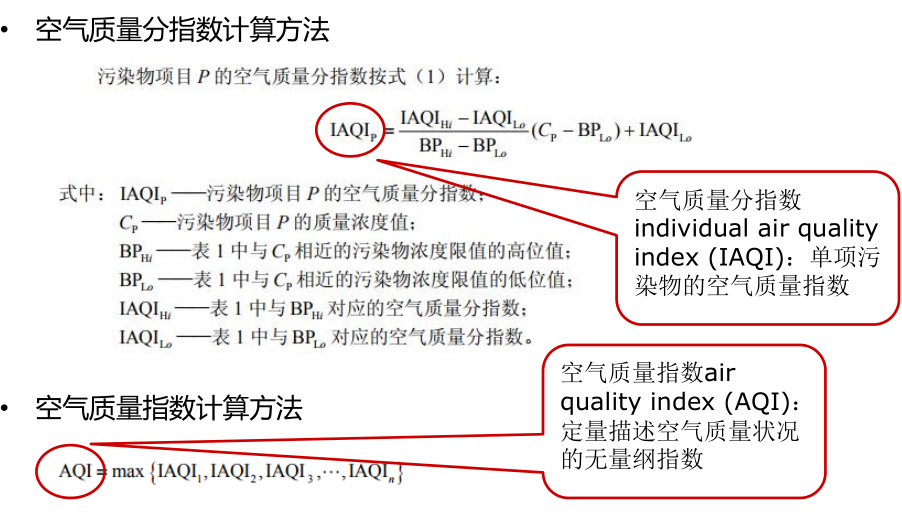 • 空气质量分指数计算方法
污染物项目 P 的空气质量分指数按式（1）计算：
IAQI_P = \frac{IAQI_{Hi} − IAQI_{Lo}}{BP_{Hi} − BP_{Lo}} (C_P − BP_{Lo}) + IAQI_{Lo}
式中： IAQI_P ——污染物项目 P 的空气质量分指数；
C_P ——污染物项目 P 的质量浓度值；
BP_{Hi} ——表 1 中与 C_P 相近的污染物浓度限值的高位值；
BP_{Lo} ——表 1 中与 C_P 相近的污染物浓度限值的低位值；
IAQI_{Hi} ——表 1 中与 BP_{Hi} 对应的空气质量分指数；
IAQI_{Lo} ——表 1 中与 BP_{Lo} 对应的空气质量分指数。
空气质量分指数
individual air quality
index (IAQI)：单项污
染物的空气质量指数
• 空气质量指数计算方法
AQI = max {IAQI_1, IAQI_2, IAQI_3, ⋯, IAQI_n}
空气质量指数air
quality index (AQI)：
定量描述空气质量状况
的无量纲指数